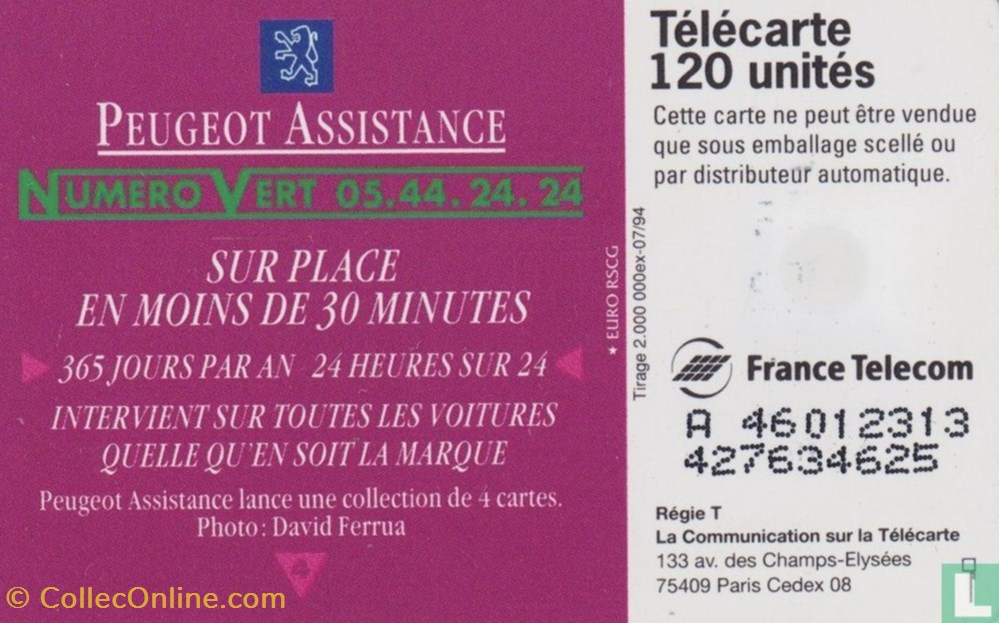 PEUGEOT ASSISTANCE
NUMERO VERT 05.44.24.24
SUR PLACE
EN MOINS DE 30 MINUTES
365 JOURS PAR AN 24 HEURES SUR 24
INTERVIENT SUR TOUTES LES VOITURES
QUELLE QU'EN SOIT LA MARQUE
Peugeot Assistance lance une collection de 4 cartes.
Photo: David Ferrua
4
* EURO RSCG
Tirage 2.000 000ex-07/94
Télécarte
120 unités
Cette carte ne peut être vendue
que sous emballage scellé ou
par distributeur automatique.
France Telecom
A 46012313
427634625
Régie T
La Communication sur la Télécarte
133 av. des Champs-Elysées
75409 Paris Cedex 08
L
© CollecOnline.com